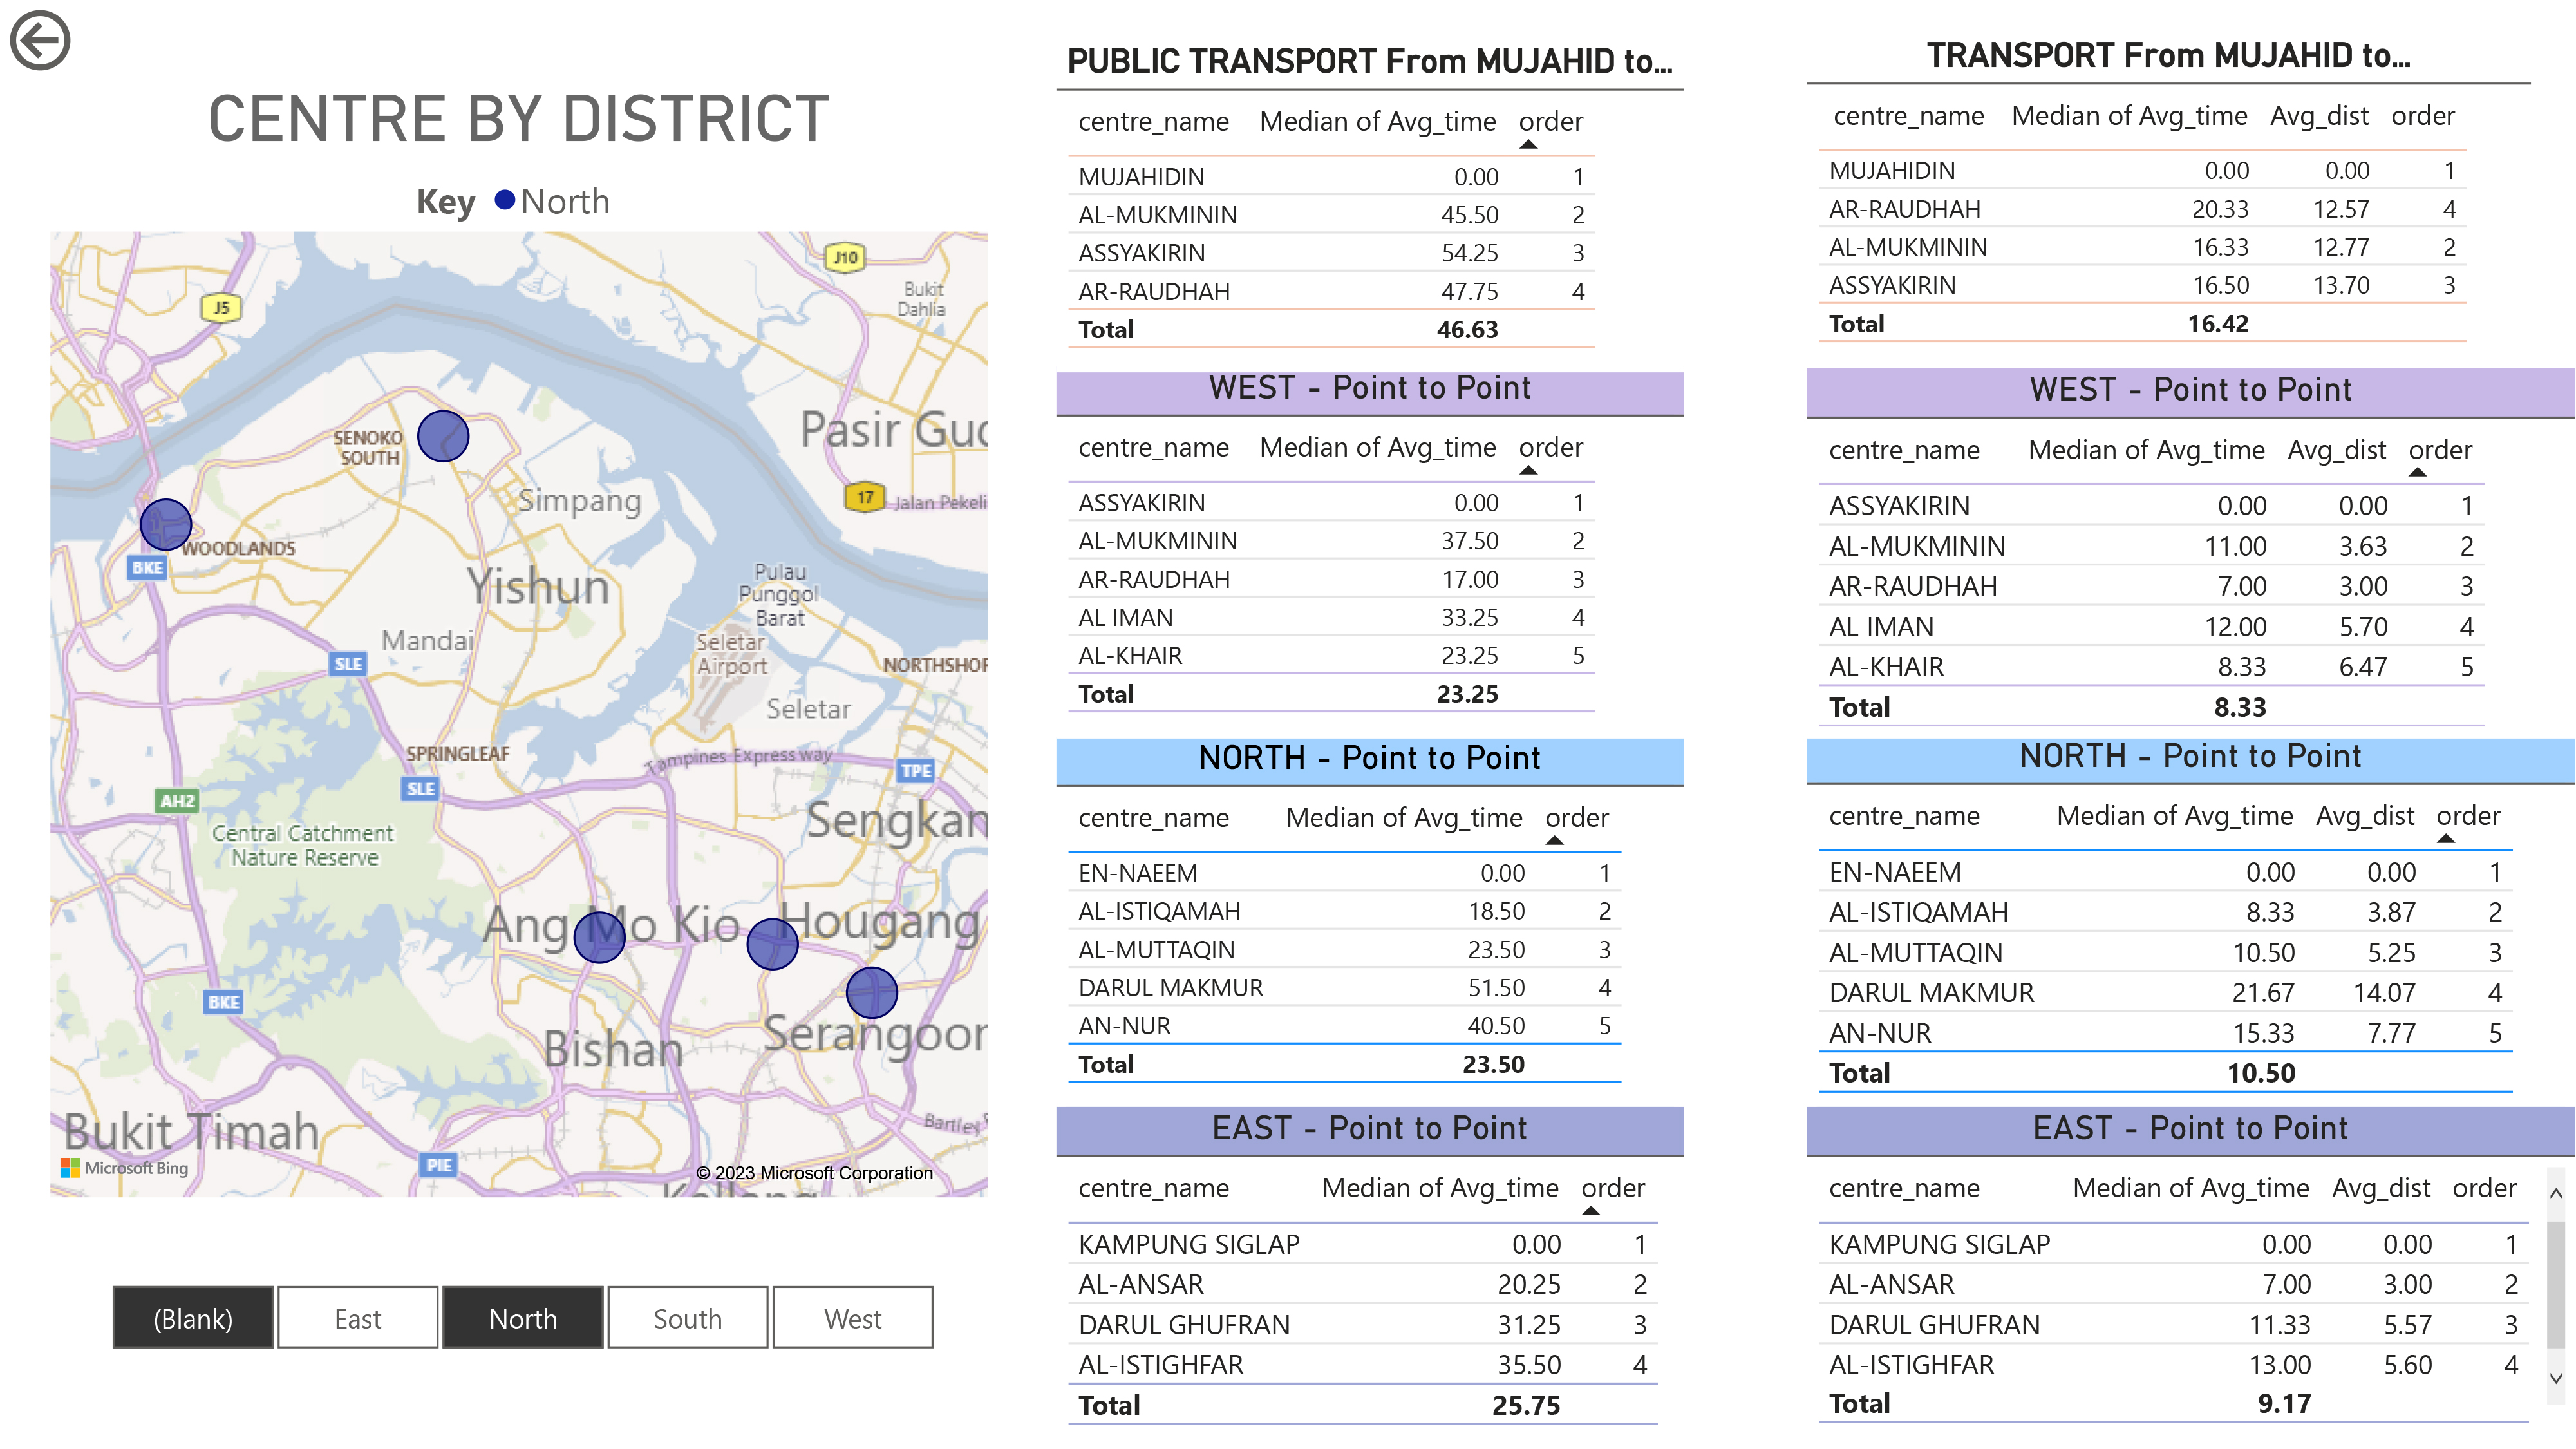 CENTRE BY DISTRICT
Key North
J10
Bukit
Dahlia
J5
SENOKO
SOUTH
17
Jalan Pekeli
Simpang
WOODLANDS
BKE
Yishun
Pulau
Punggol
Barat
Mandai
Seletar
Airport
SLE
Seletar
SPRINGLEAF
Tampines Expressway
TPE
SLE
AH2
Central Catchment
Nature Reserve
Ang Mo Kio
Hougang
BKE
Bishan
Bukit Timah
PIE
Microsoft Bing
© 2023 Microsoft Corporation
(Blank) East North South West
PUBLIC TRANSPORT From MUJAHID to...
centre_name Median of Avg_time order
MUJAHIDIN 0.00 1
AL-MUKMININ 45.50 2
ASSYAKIRIN 54.25 3
AR-RAUDHAH 47.75 4
Total 46.63
WEST - Point to Point
centre_name Median of Avg_time order
ASSYAKIRIN 0.00 1
AL-MUKMININ 37.50 2
AR-RAUDHAH 17.00 3
AL IMAN 33.25 4
AL-KHAIR 23.25 5
Total 23.25
NORTH - Point to Point
centre_name Median of Avg_time order
EN-NAEEM 0.00 1
AL-ISTIQAMAH 18.50 2
AL-MUTTAQIN 23.50 3
DARUL MAKMUR 51.50 4
AN-NUR 40.50 5
Total 23.50
EAST - Point to Point
centre_name Median of Avg_time order
KAMPUNG SIGLAP 0.00 1
AL-ANSAR 20.25 2
DARUL GHUFRAN 31.25 3
AL-ISTIGHFAR 35.50 4
Total 25.75
TRANSPORT From MUJAHID to...
centre_name Median of Avg_time Avg_dist order
MUJAHIDIN 0.00 0.00 1
AR-RAUDHAH 20.33 12.57 4
AL-MUKMININ 16.33 12.77 2
ASSYAKIRIN 16.50 13.70 3
Total 16.42
WEST - Point to Point
centre_name Median of Avg_time Avg_dist order
ASSYAKIRIN 0.00 0.00 1
AL-MUKMININ 11.00 3.63 2
AR-RAUDHAH 7.00 3.00 3
AL IMAN 12.00 5.70 4
AL-KHAIR 8.33 6.47 5
Total 8.33
NORTH - Point to Point
centre_name Median of Avg_time Avg_dist order
EN-NAEEM 0.00 0.00 1
AL-ISTIQAMAH 8.33 3.87 2
AL-MUTTAQIN 10.50 5.25 3
DARUL MAKMUR 21.67 14.07 4
AN-NUR 15.33 7.77 5
Total 10.50
EAST - Point to Point
centre_name Median of Avg_time Avg_dist order
KAMPUNG SIGLAP 0.00 0.00 1
AL-ANSAR 7.00 3.00 2
DARUL GHUFRAN 11.33 5.57 3
AL-ISTIGHFAR 13.00 5.60 4
Total 9.17